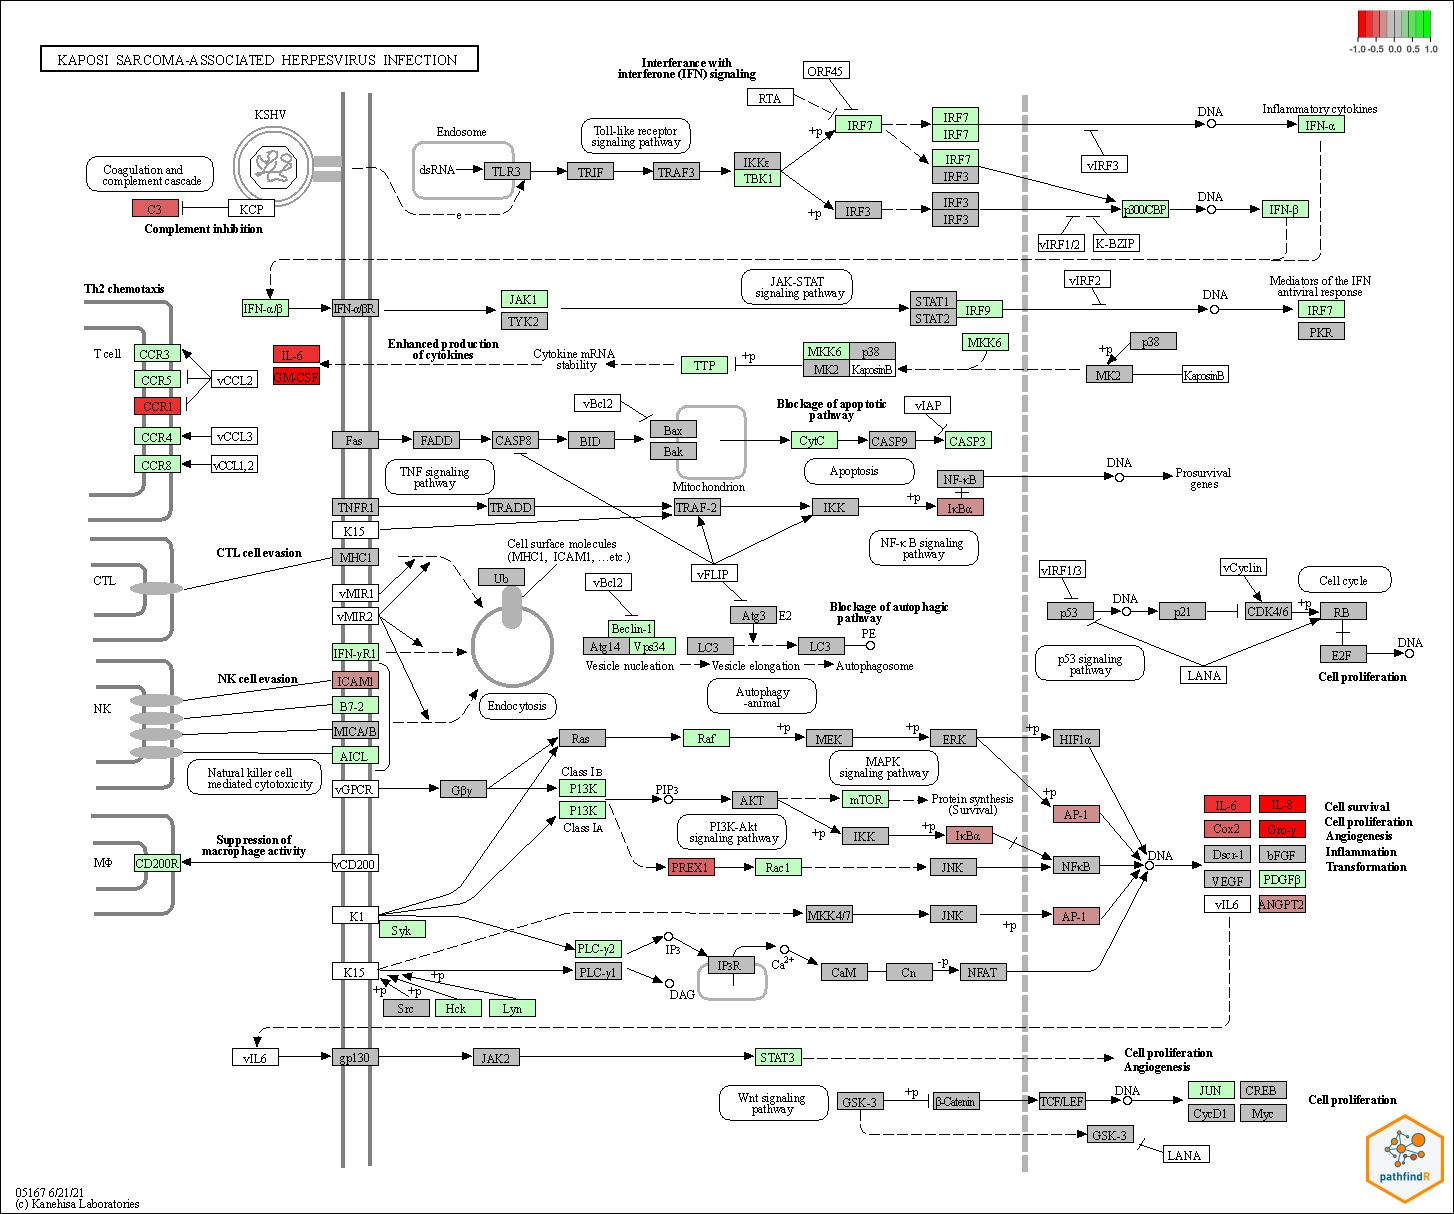 -1.0 -0.5 0.0 0.5 1.0
KAPOSI SARCOMA-ASSOCIATED HERPESVIRUS INFECTION
Interferance with
interferone (IFN) signaling
ORF45
RTA
KSHV
Endosome
Toll-like receptor
signaling pathway
dsRNA
TLR3
TRIF
TRAF3
IKKε
TBK1
+p
IRF7
IRF7
IRF7
IRF7
IRF3
+p
IRF3
IRF3
IRF3
DNA
Inflammatory cytokines
IFN-α
vIRF3
p300/CBP
DNA
IFN-β
vIRF1/2
K-BZIP
Coagulation and
complement cascade
C3
KCP
Complement inhibition
e
Th2 chemotaxis
IFN-α/β
IFN-α/βR
JAK1
TYK2
JAK-STAT
signaling pathway
STAT1
STAT2
IRF9
vIRF2
DNA
Mediators of the IFN
antiviral response
IRF7
PKR
T cell
CCR3
CCR5
CCR1
CCR4
CCR8
vCCL2
vCCL3
vCCL1,2
IL-6
GM-CSF
Enhanced production
of cytokines
Cytokine mRNA
stability
TTP
+p
MKK6
p38
MK2
KaposinB
MKK6
+p
p38
MK2
KaposinB
vBcl2
Blockage of apoptotic
pathway
vIAP
Fas
FADD
CASP8
BID
Bax
Bak
CytC
CASP9
CASP3
TNF signaling
pathway
Mitochondrion
Apoptosis
NF-κB
DNA
Prosurvival
genes
TNFR1
TRADD
TRAF-2
IKK
+p
IκBα
K15
NF-κ B signaling
pathway
CTL cell evasion
MHC1
CTL
Cell surface molecules
(MHC1, ICAM1, ...etc.)
Ub
vMIR1
vMIR2
vBcl2
vFLIP
Atg3
E2
Blockage of autophagic
pathway
PE
Beclin-1
Atg14
Vps34
LC3
LC3
Vesicle nucleation
Vesicle elongation
Autophagosome
Autophagy
-animal
vIRF1/3
vCyclin
Cell cycle
p53
DNA
p21
CDK4/6
+p
RB
E2F
DNA
p53 signaling
pathway
LANA
Cell proliferation
IFN-γR1
NK cell evasion
ICAM1
NK
B7-2
MICA/B
AICL
Endocytosis
Natural killer cell
mediated cytotoxicity
vGPCR
Gβγ
Ras
Raf
+p
MEK
+p
ERK
+p
HIF1α
MAPK
signaling pathway
Class IB
P13K
P13K
Class IA
PIP3
AKT
mTOR
Protein synthesis
(Survival)
+p
AP-1
PI3K-Akt
signaling pathway
+p
IKK
+p
IκBα
IL-6
IL-8
Cox2
Gro-γ
Dscr-1
bFGF
VEGF
PDGFβ
vIL6
ANGPT2
Cell survival
Cell proliferation
Angiogenesis
Inflammation
Transformation
Suppression of
macrophage activity
MΦ
CD200R
vCD200
PREX1
Rac1
JNK
NFκB
DNA
K1
Syk
MKK4/7
JNK
+p
AP-1
PLC-γ2
PLC-γ1
IP3
DAG
IP3R
Ca2+
CaM
Cn
-p
NFAT
K15
+p
+p
+p
Src
Hck
Lyn
vIL6
gp130
JAK2
STAT3
Cell proliferation
Angiogenesis
Wnt signaling
pathway
GSK-3
+p
β-Catenin
TCF/LEF
DNA
JUN
CREB
CycD1
Myc
Cell proliferation
GSK-3
LANA
pathfindR
05167 6/21/21
(c) Kanehisa Laboratories